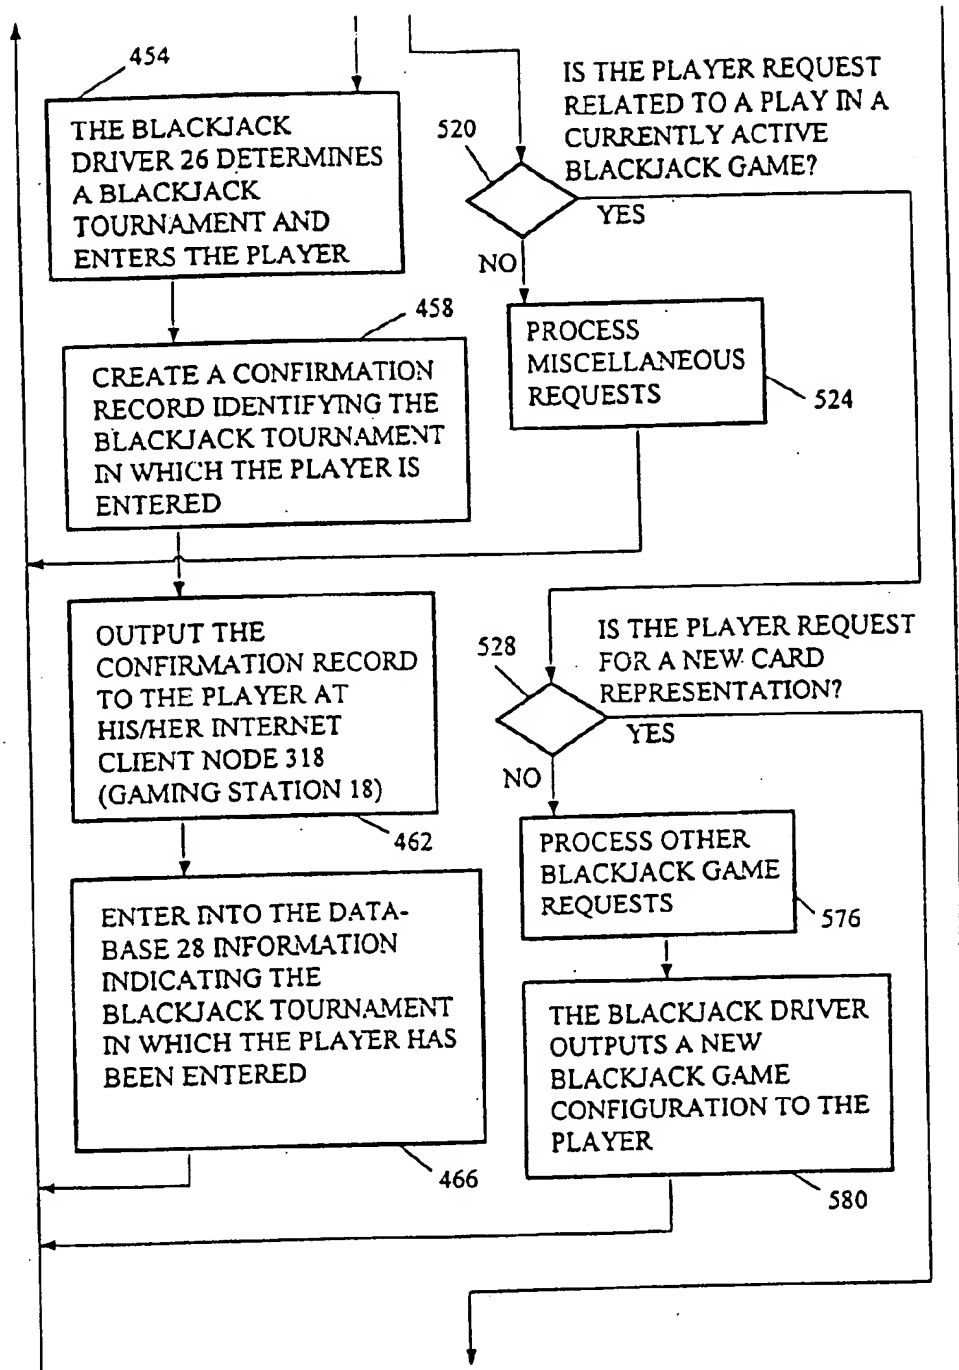 454
THE BLACKJACK
DRIVER 26 DETERMINES
A BLACKJACK
TOURNAMENT AND
ENTERS THE PLAYER
458
CREATE A CONFIRMATION
RECORD IDENTIFYING THE
BLACKJACK TOURNAMENT
IN WHICH THE PLAYER IS
ENTERED
OUTPUT THE
CONFIRMATION RECORD
TO THE PLAYER AT
HIS/HER INTERNET
CLIENT NODE 318
(GAMING STATION 18)
462
ENTER INTO THE DATA-
BASE 28 INFORMATION
INDICATING THE
BLACKJACK TOURNAMENT
IN WHICH THE PLAYER HAS
BEEN ENTERED
466
IS THE PLAYER REQUEST
RELATED TO A PLAY IN A
CURRENTLY ACTIVE
BLACKJACK GAME?
520
YES
NO
PROCESS
MISCELLANEOUS
REQUESTS
524
IS THE PLAYER REQUEST
FOR A NEW CARD
REPRESENTATION?
528
YES
NO
PROCESS OTHER
BLACKJACK GAME
REQUESTS
576
THE BLACKJACK DRIVER
OUTPUTS A NEW
BLACKJACK GAME
CONFIGURATION TO THE
PLAYER
580